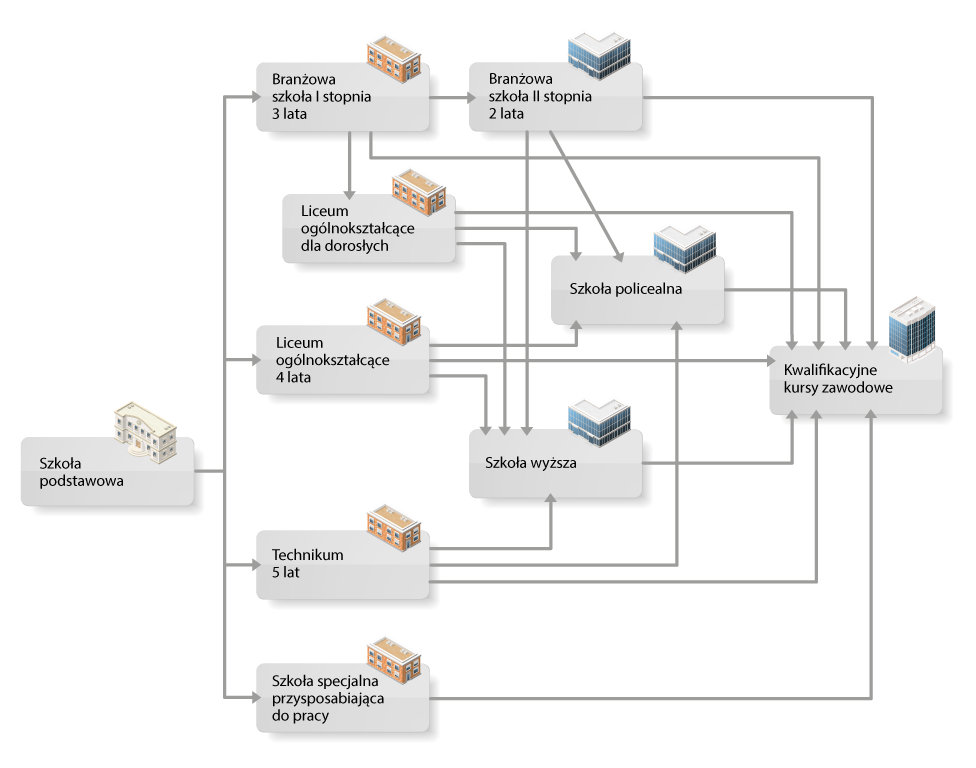 Branżowa
szkoła I stopnia
3 lata
Branżowa
szkoła II stopnia
2 lata
Liceum
ogólnokształcące
dla dorosłych
Szkoła policealna
Liceum
ogólnokształcące
4 lata
Kwalifikacyjne
kursy zawodowe
Szkoła
podstawowa
Szkoła wyższa
Technikum
5 lat
Szkoła specjalna
przysposabiająca
do pracy